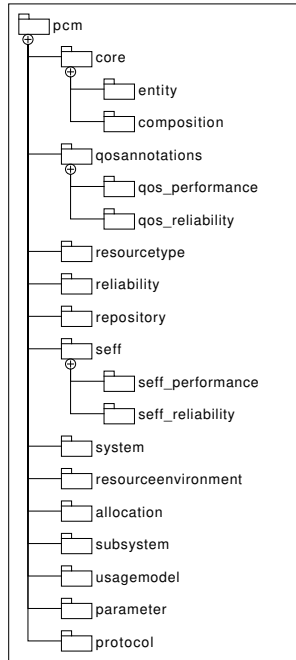 pcm
core
entity
composition
qosannotations
qos_performance
qos_reliability
resourcetype
reliability
repository
seff
seff_performance
seff_reliability
system
resourceenvironment
allocation
subsystem
usagemodel
parameter
protocol